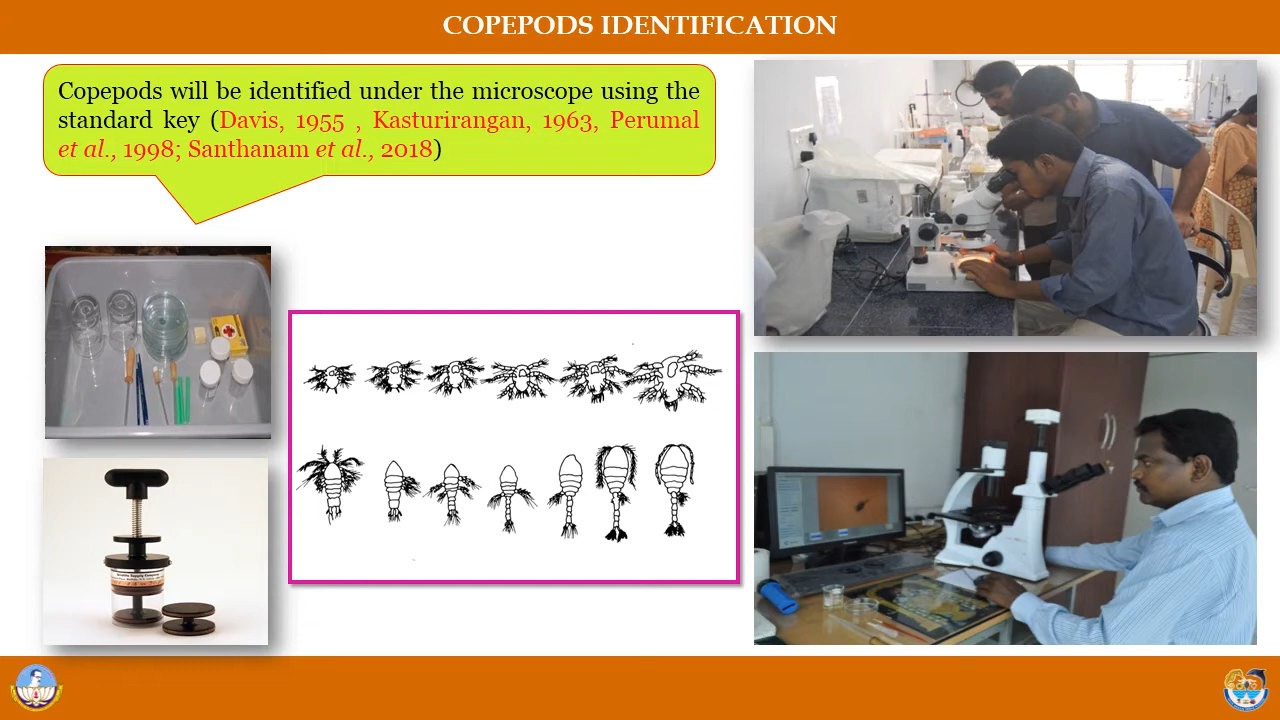 COPEPODS IDENTIFICATION
Copepods will be identified under the microscope using the
standard key (Davis, 1955 , Kasturirangan, 1963, Perumal
et al., 1998; Santhanam et al., 2018)